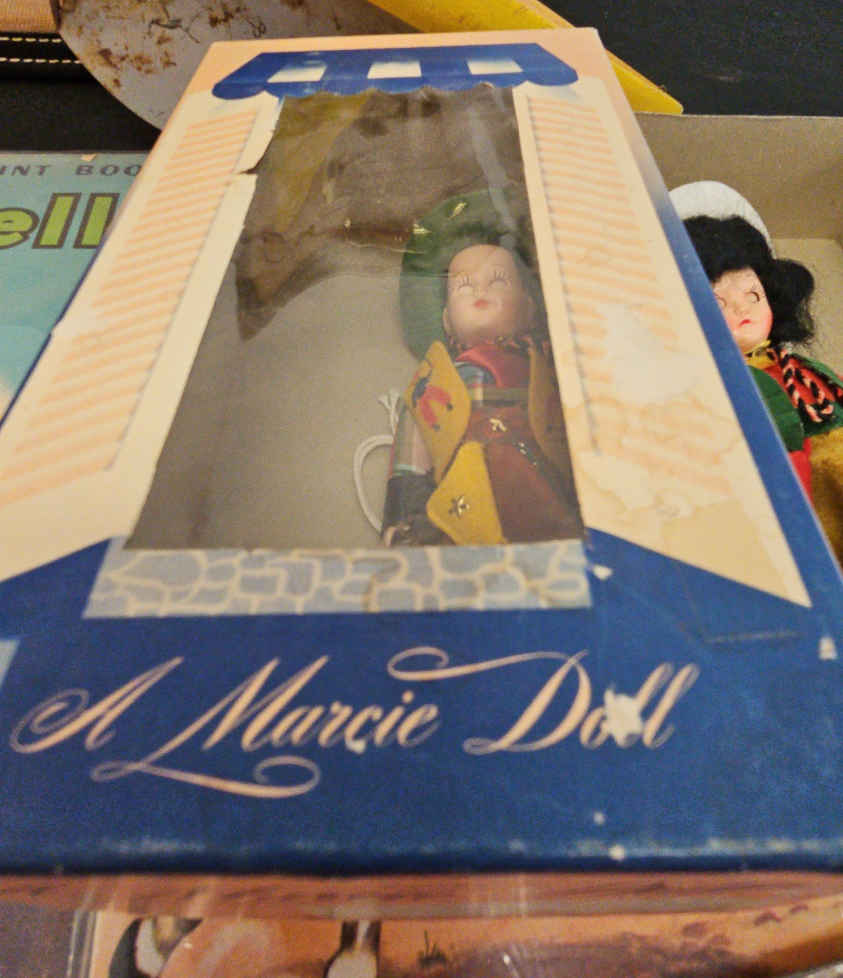 INT BOO
ell
A Marcie Doll